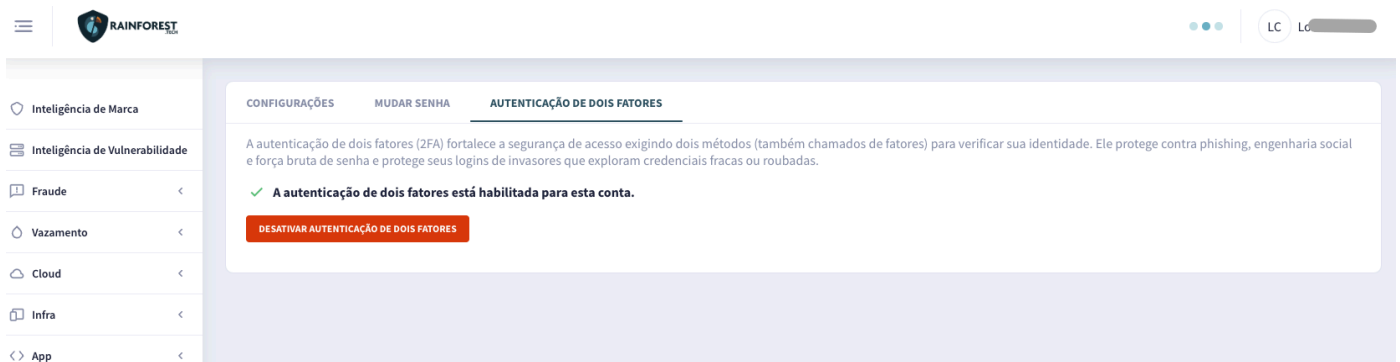 RAINFOREST
.TECH
LC
Inteligência de Marca
Inteligência de Vulnerabilidade
Fraude
Vazamento
Cloud
Infra
App
CONFIGURAÇÕES MUDAR SENHA AUTENTICAÇÃO DE DOIS FATORES
A autenticação de dois fatores (2FA) fortalece a segurança de acesso exigindo dois métodos (também chamados de fatores) para verificar sua identidade. Ele protege contra phishing, engenharia social
e força bruta de senha e protege seus logins de invasores que exploram credenciais fracas ou roubadas.
A autenticação de dois fatores está habilitada para esta conta.
DESATIVAR AUTENTICAÇÃO DE DOIS FATORES